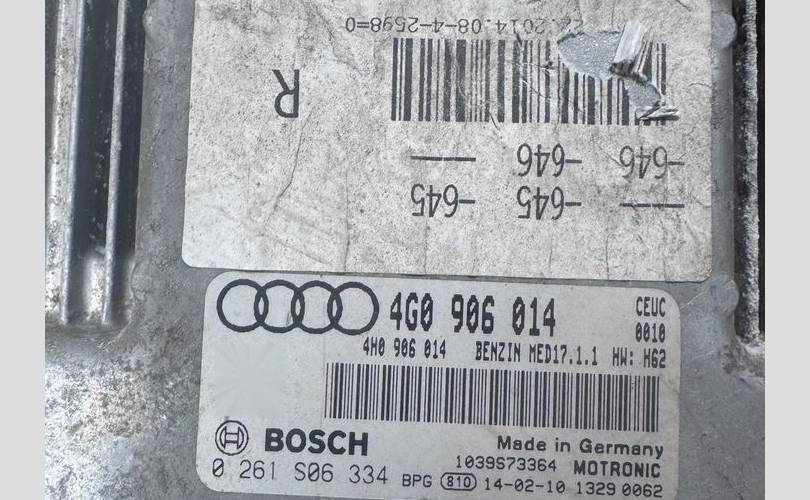 —— -645 -645
-646 -646 ——
R
.2014.08-4-2598=0
4G0 906 014 CEUC
0010
4H0 906 014 BENZIN MED17.1.1 HW: H62
BOSCH Made in Germany
1039S73364 MOTRONIC
0 261 S06 334 BPG 810 14-02-10 1329 0062